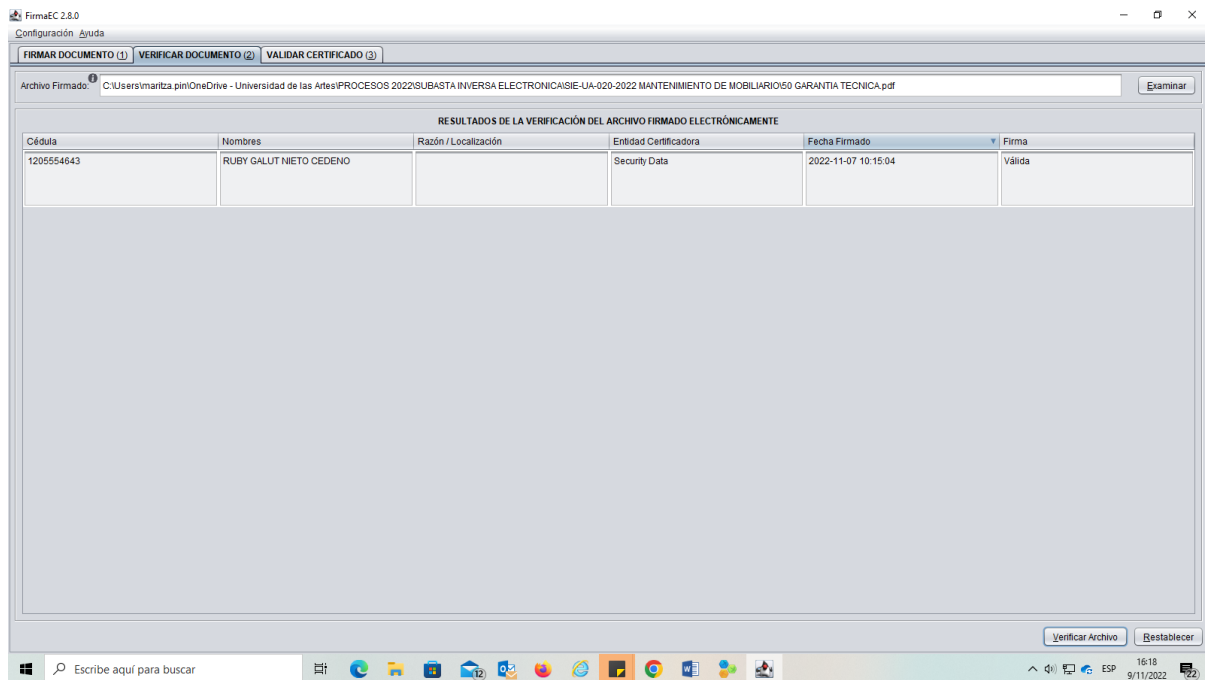 FirmaEC 2.8.0
Configuración Ayuda
FIRMAR DOCUMENTO (1) VERIFICAR DOCUMENTO (2) VALIDAR CERTIFICADO (3)
Archivo Firmado: C:\Users\maritza.pin\OneDrive - Universidad de las Artes\PROCESOS 2022\SUBASTA INVERSA ELECTRONICA\SIE-UA-020-2022 MANTENIMIENTO DE MOBILIARIO\50 GARANTIA TECNICA.pdf Examinar
RESULTADOS DE LA VERIFICACIÓN DEL ARCHIVO FIRMADO ELECTRÓNICAMENTE
Cédula Nombres Razón / Localización Entidad Certificadora Fecha Firmado Firma
1205554643 RUBY GALUT NIETO CEDENO Security Data 2022-11-07 10:15:04 Válida
Verificar Archivo Restablecer
Escribe aquí para buscar 12 ESP 16:18
9/11/2022 22